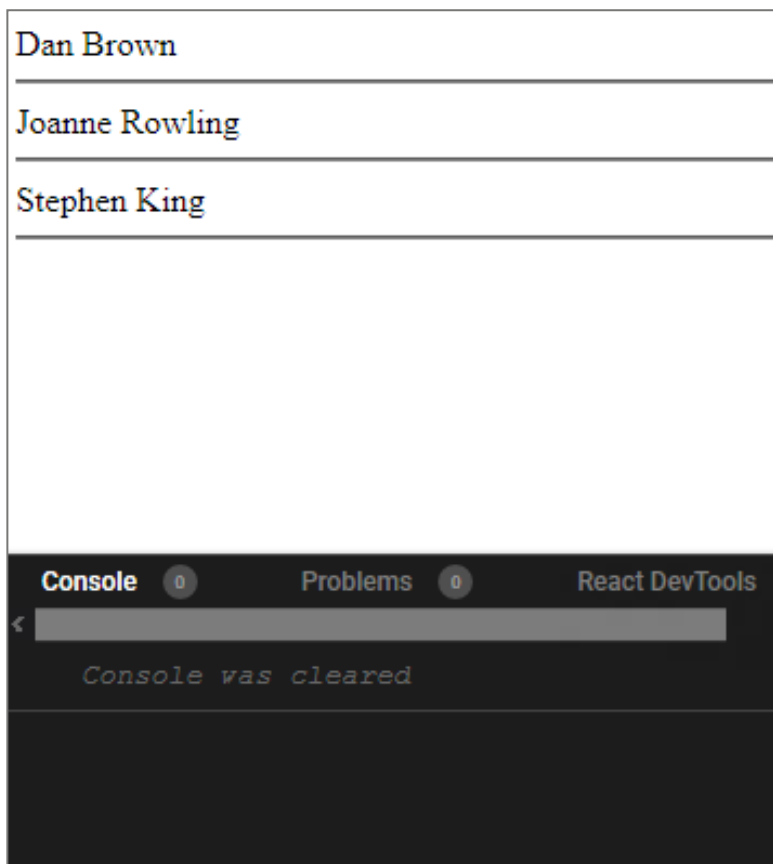 Dan Brown
Joanne Rowling
Stephen King
Console 0 Problems 0 React DevTools
Console was cleared